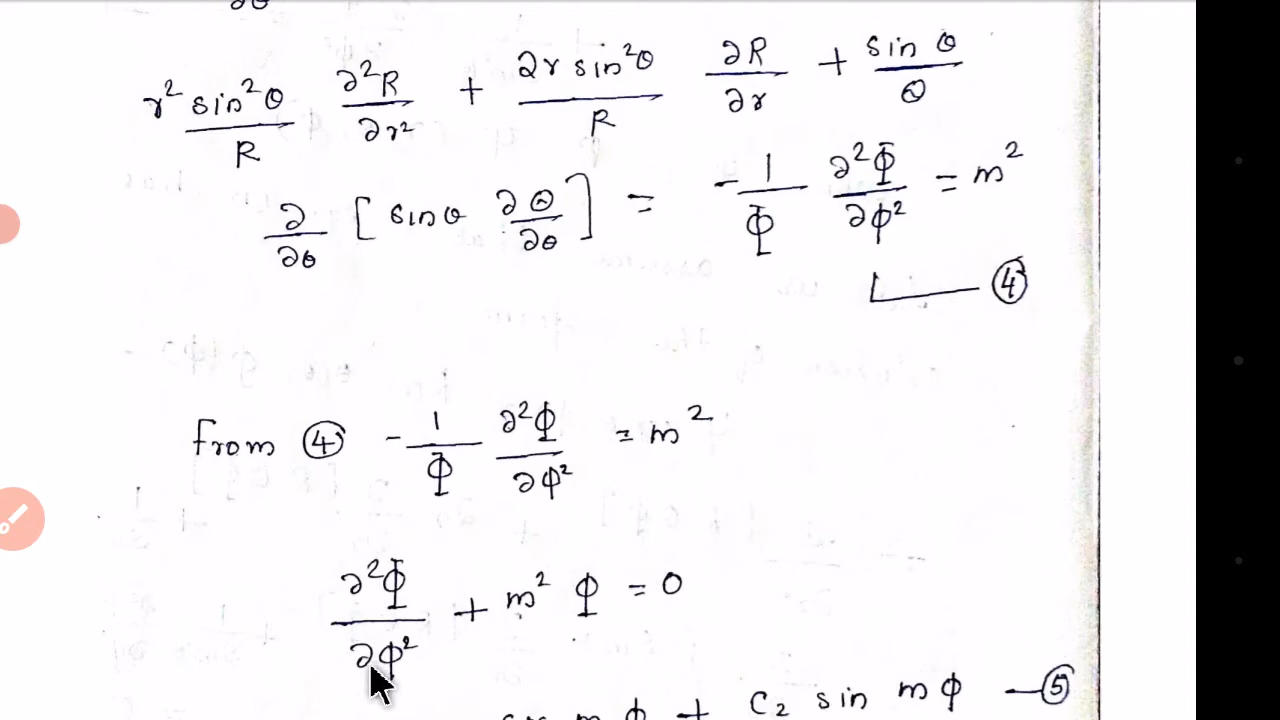 ∂θ
r² sin²θ / R ∂²R / ∂r² + 2r sin²θ / R ∂R / ∂r + sin θ / Θ
∂ / ∂θ [ sin θ ∂Θ / ∂θ ] = - 1 / Φ ∂²Φ / ∂ϕ² = m²
④
from ④ - 1 / Φ ∂²Φ / ∂ϕ² = m²
∂²Φ / ∂ϕ² + m² Φ = 0
cos m ϕ + C₂ sin m ϕ — ⑤